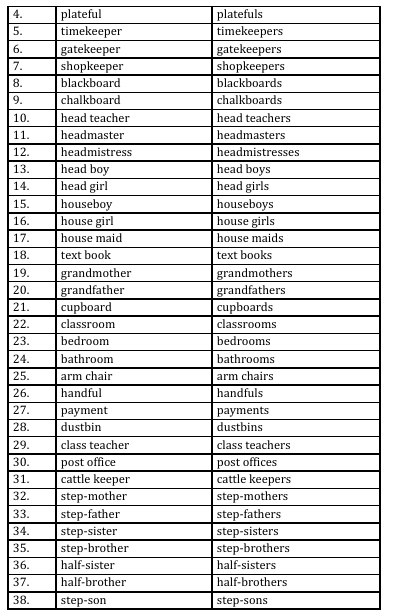 4. plateful platefuls
5. timekeeper timekeepers
6. gatekeeper gatekeepers
7. shopkeeper shopkeepers
8. blackboard blackboards
9. chalkboard chalkboards
10. head teacher head teachers
11. headmaster headmasters
12. headmistress headmistresses
13. head boy head boys
14. head girl head girls
15. houseboy houseboys
16. house girl house girls
17. house maid house maids
18. text book text books
19. grandmother grandmothers
20. grandfather grandfathers
21. cupboard cupboards
22. classroom classrooms
23. bedroom bedrooms
24. bathroom bathrooms
25. arm chair arm chairs
26. handful handfuls
27. payment payments
28. dustbin dustbins
29. class teacher class teachers
30. post office post offices
31. cattle keeper cattle keepers
32. step-mother step-mothers
33. step-father step-fathers
34. step-sister step-sisters
35. step-brother step-brothers
36. half-sister half-sisters
37. half-brother half-brothers
38. step-son step-sons